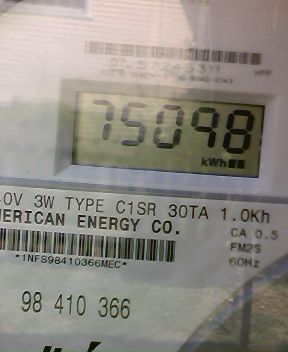 75098
kWh
OV 3W TYPE C1SR 30TA 1.0Kh
MERICAN ENERGY CO.
CA 0.5
FM2S
60Hz
*1NFS98410366MEC*
98 410 366